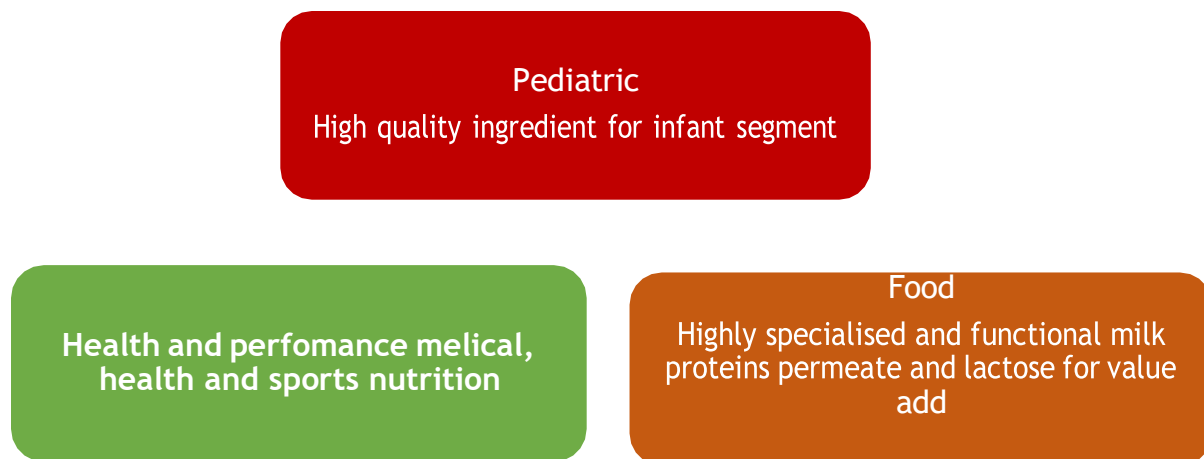 Pediatric
High quality ingredient for infant segment
Health and perfomance melical,
health and sports nutrition
Food
Highly specialised and functional milk
proteins permeate and lactose for value
add